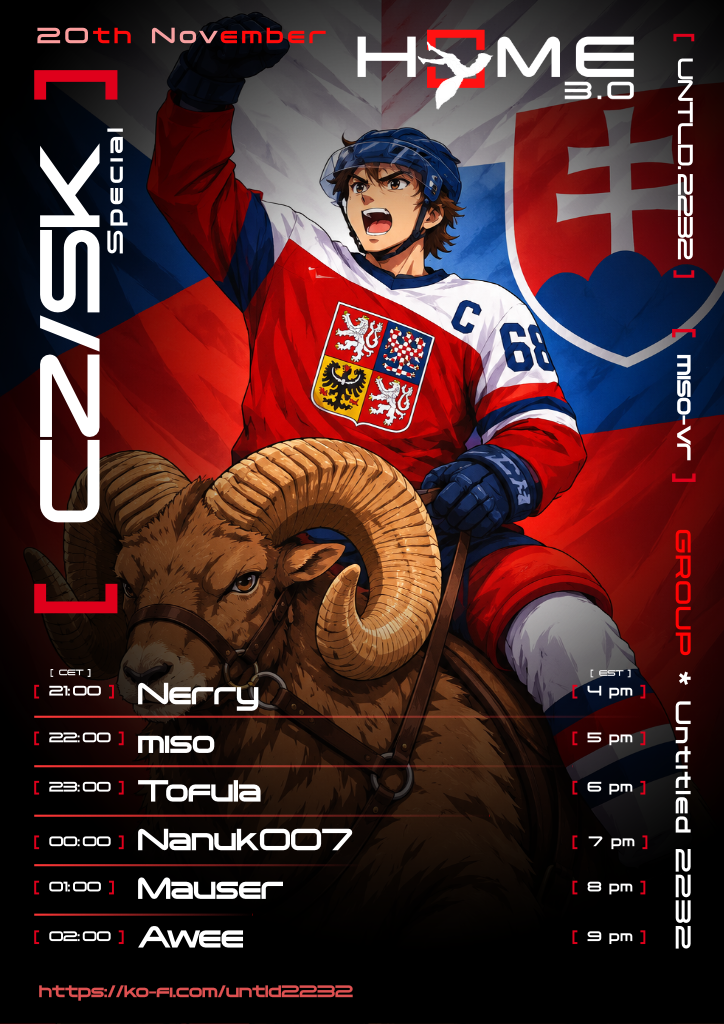 20th November
HOME
3.0
CZ/SK
Special
[ UNTLD.2232 ]
[ miso-vr ]
GROUP * Untitled 2232
C
68
CCM
[ CET ]
[ EST ]
[ 21:00 ] Nerry [ 4 pm ]
[ 22:00 ] miso [ 5 pm ]
[ 23:00 ] Tofula [ 6 pm ]
[ 00:00 ] Nanuk007 [ 7 pm ]
[ 01:00 ] Mauser [ 8 pm ]
[ 02:00 ] Awee [ 9 pm ]
https://ko-fi.com/untld2232